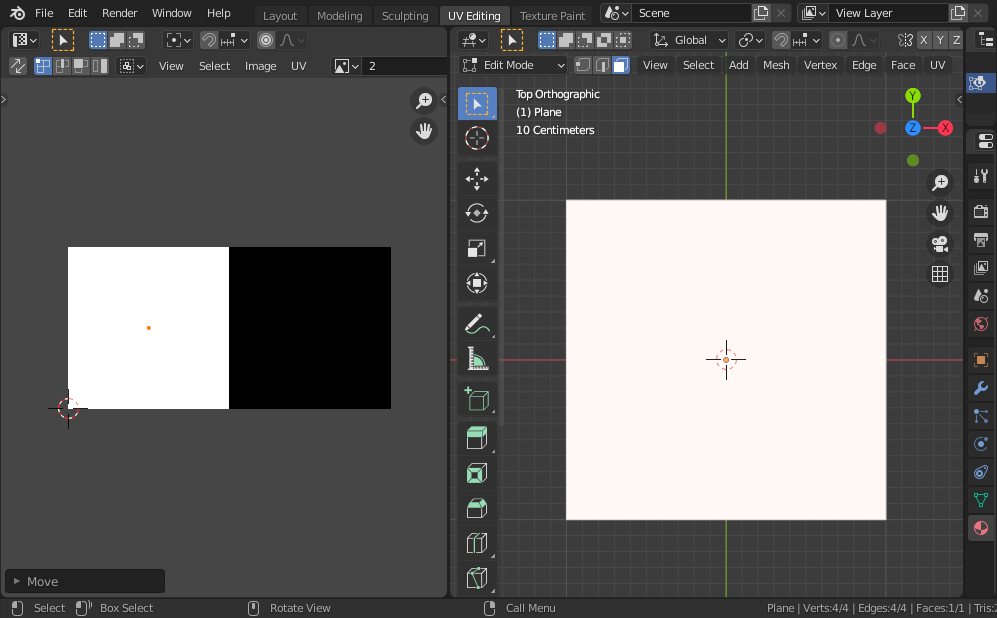 File Edit Render Window Help Layout Modeling Sculpting UV Editing Texture Paint Scene View Layer
Global X Y Z
View Select Image UV 2 Edit Mode View Select Add Mesh Vertex Edge Face UV
Top Orthographic
(1) Plane
10 Centimeters
Y
Z X
Move
Select Box Select Rotate View Call Menu Plane | Verts:4/4 | Edges:4/4 | Faces:1/1 | Tris:2